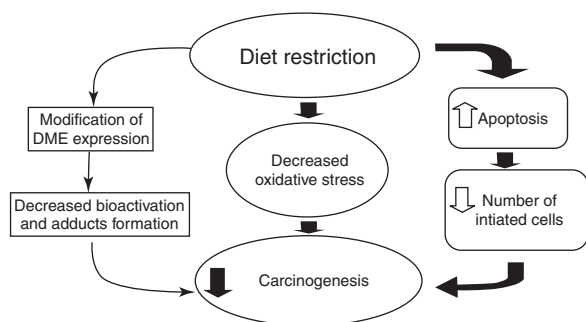 Diet restriction
Modification of
DME expression
Decreased bioactivation
and adducts formation
Decreased
oxidative stress
Apoptosis
Number of
intiated cells
Carcinogenesis